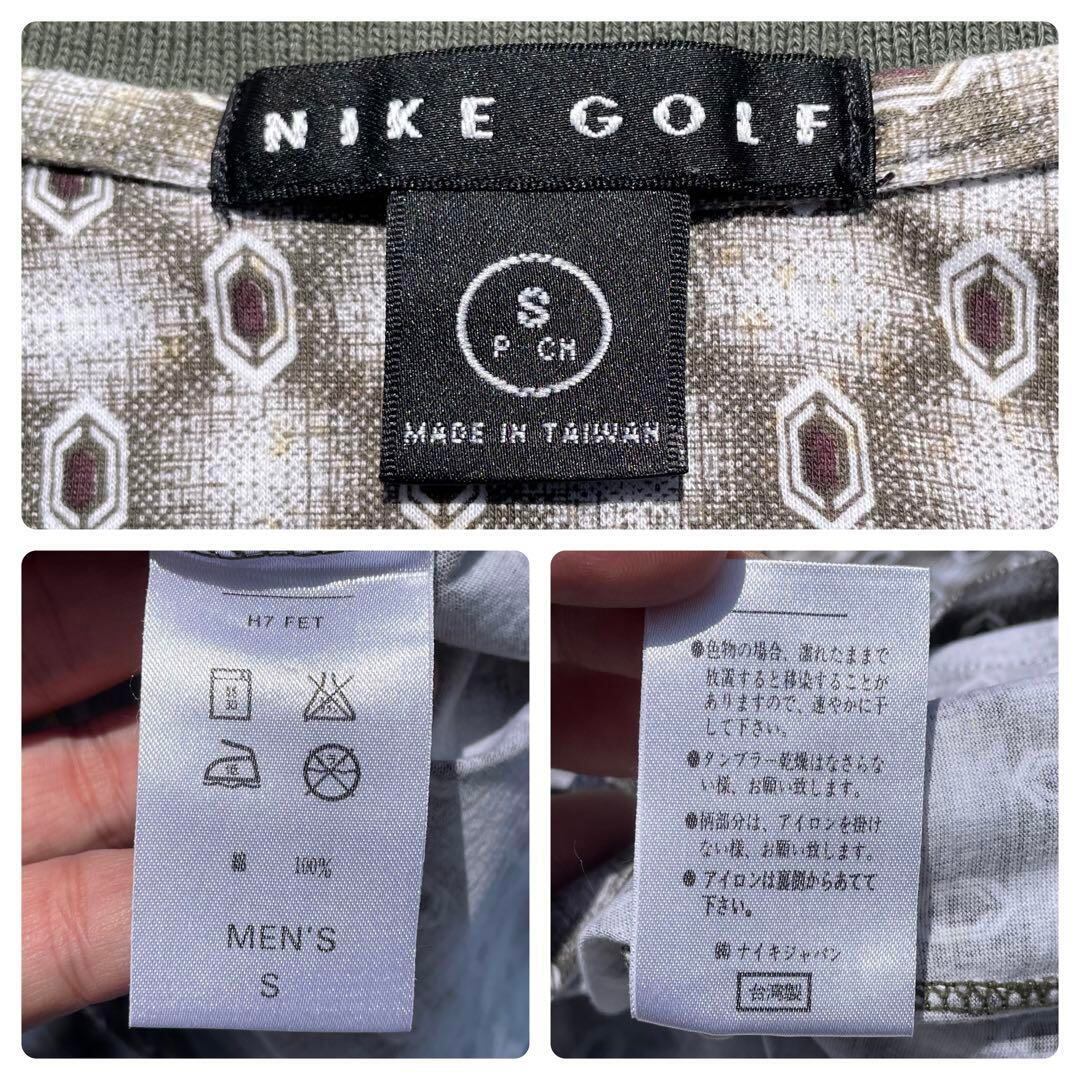 NIKE GOLF
S
P CH
MADE IN TAIWAN
H7 FET
綿 100%
MEN'S
S
●色物の場合、濡れたままで
放置すると移染することが
ありますので、速やかに干
して下さい。
●タンブラー乾燥はなさらな
い様、お願い致します。
●柄部分は、アイロンを掛け
ない様、お願い致します。
●アイロンは裏側からあてて
下さい。
㈱ナイキジャパン
台湾製